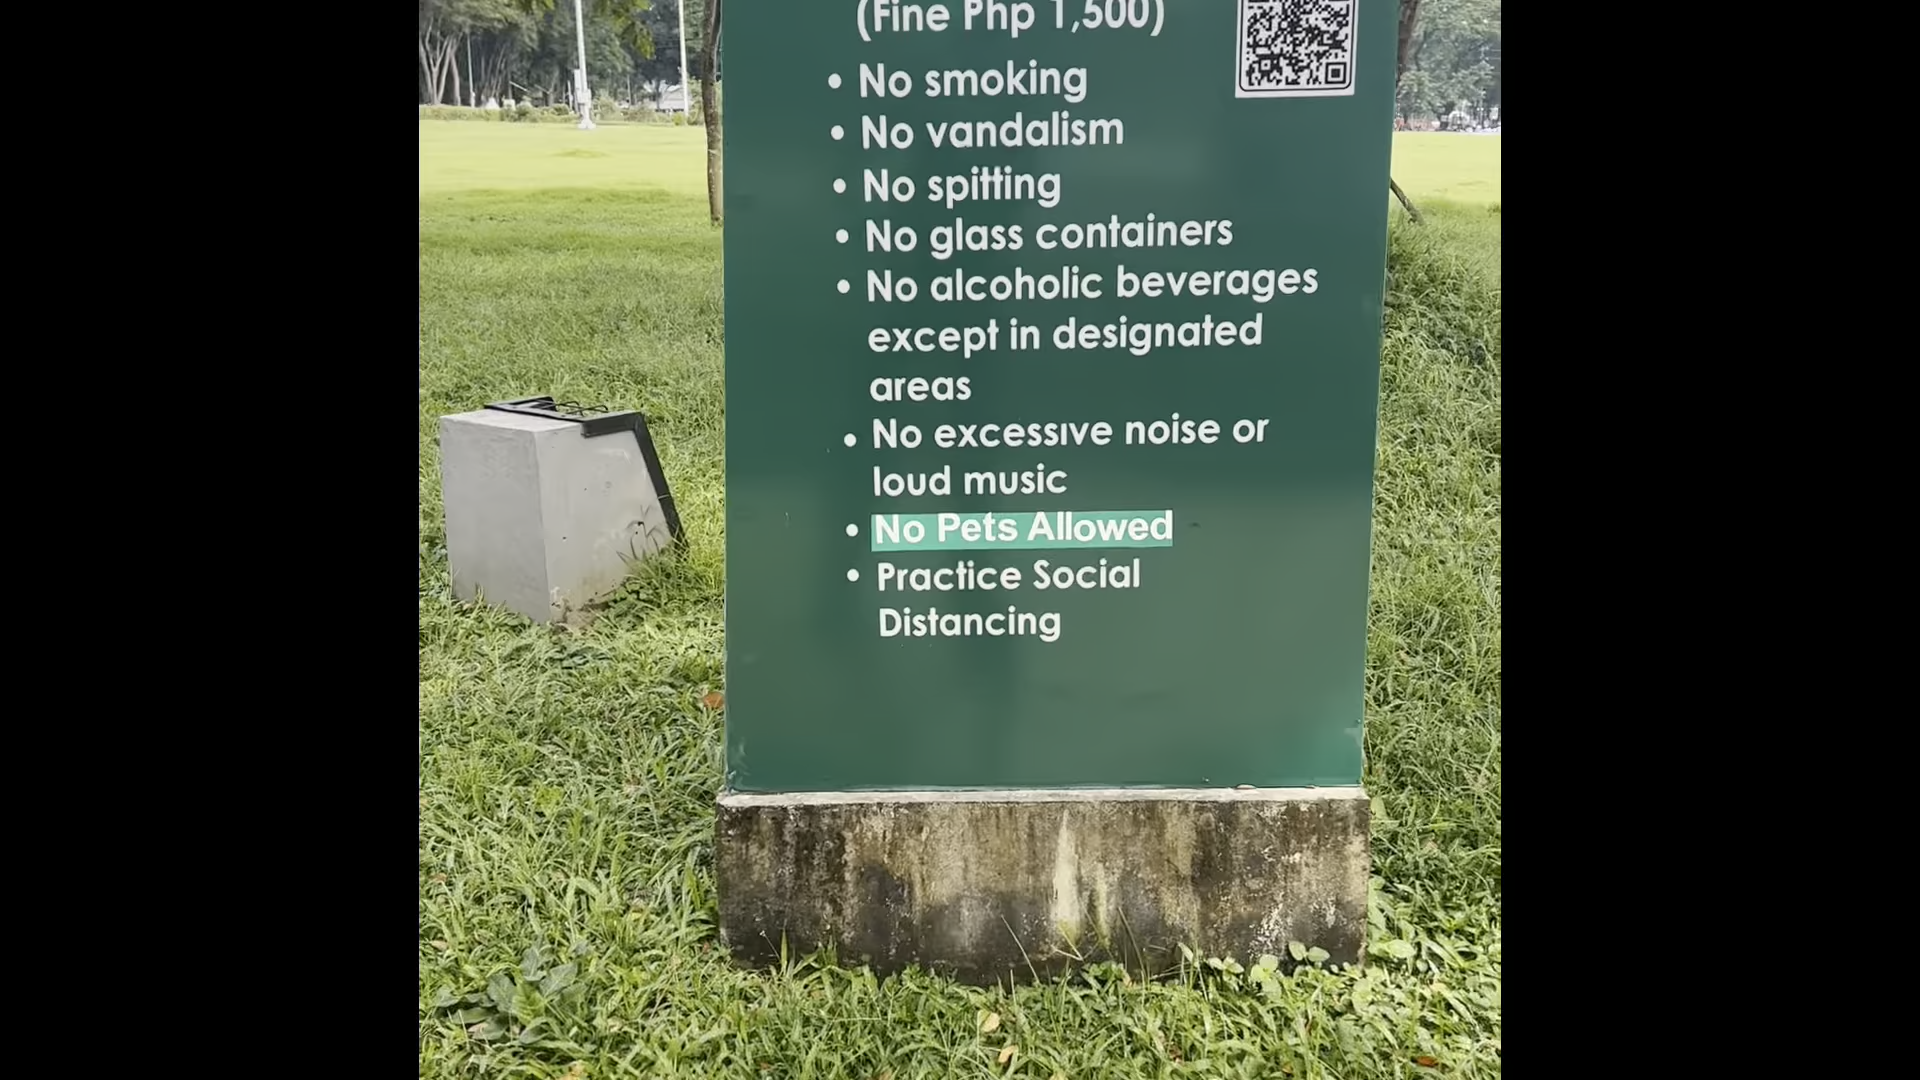 (Fine Php 1,500)
• No smoking
• No vandalism
• No spitting
• No glass containers
• No alcoholic beverages
except in designated
areas
• No excessive noise or
loud music
• No Pets Allowed
• Practice Social
Distancing